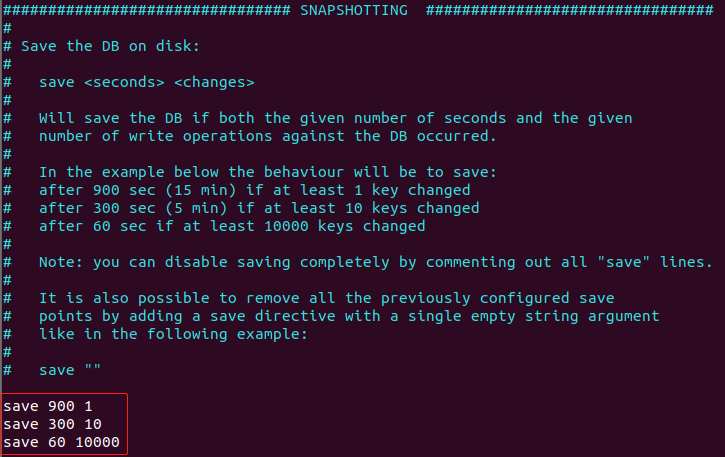 ################################ SNAPSHOTTING  ################################
#
# Save the DB on disk:
#
#   save <seconds> <changes>
#
#   Will save the DB if both the given number of seconds and the given
#   number of write operations against the DB occurred.
#
#   In the example below the behaviour will be to save:
#   after 900 sec (15 min) if at least 1 key changed
#   after 300 sec (5 min) if at least 10 keys changed
#   after 60 sec if at least 10000 keys changed
#
#   Note: you can disable saving completely by commenting out all "save" lines.
#
#   It is also possible to remove all the previously configured save
#   points by adding a save directive with a single empty string argument
#   like in the following example:
#
#   save ""
save 900 1
save 300 10
save 60 10000